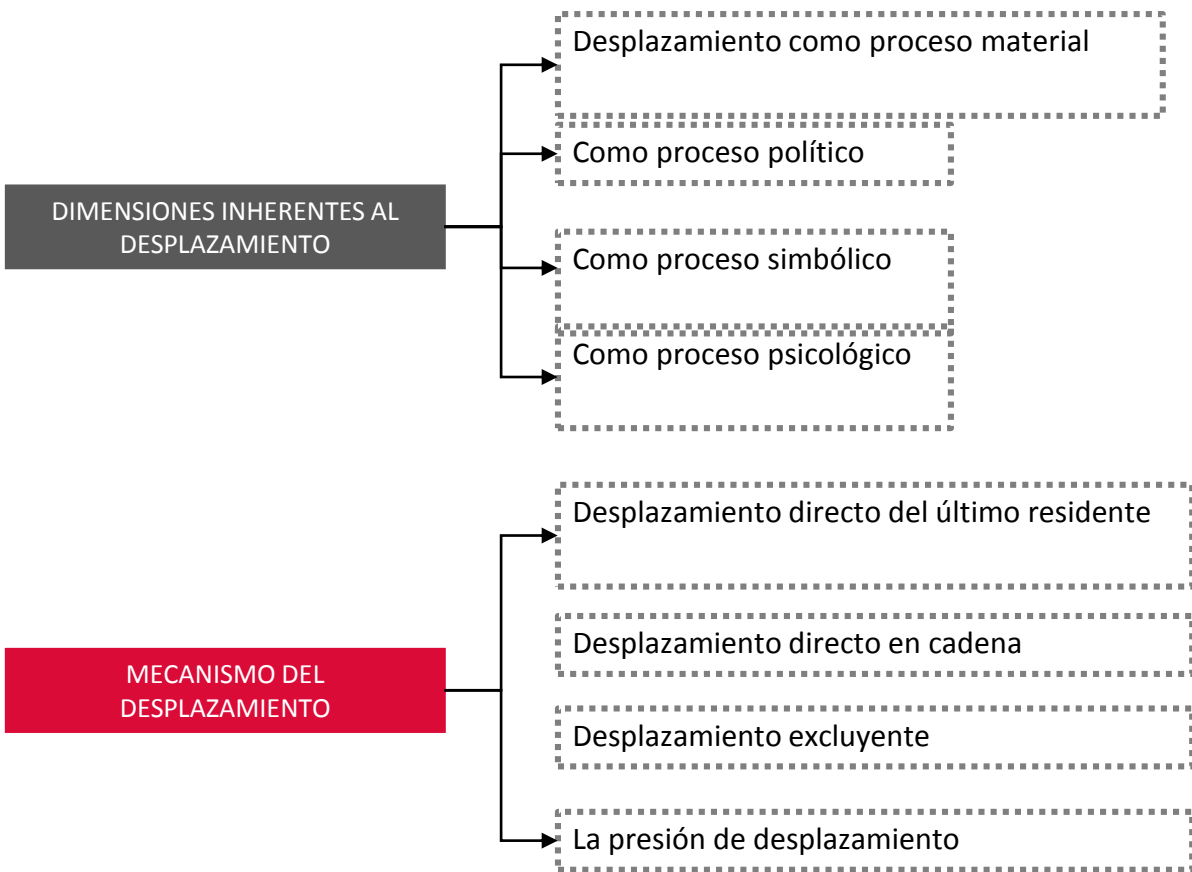 DIMENSIONES INHERENTES AL
DESPLAZAMIENTO
Desplazamiento como proceso material
Como proceso político
Como proceso simbólico
Como proceso psicológico
MECANISMO DEL
DESPLAZAMIENTO
Desplazamiento directo del último residente
Desplazamiento directo en cadena
Desplazamiento excluyente
La presión de desplazamiento